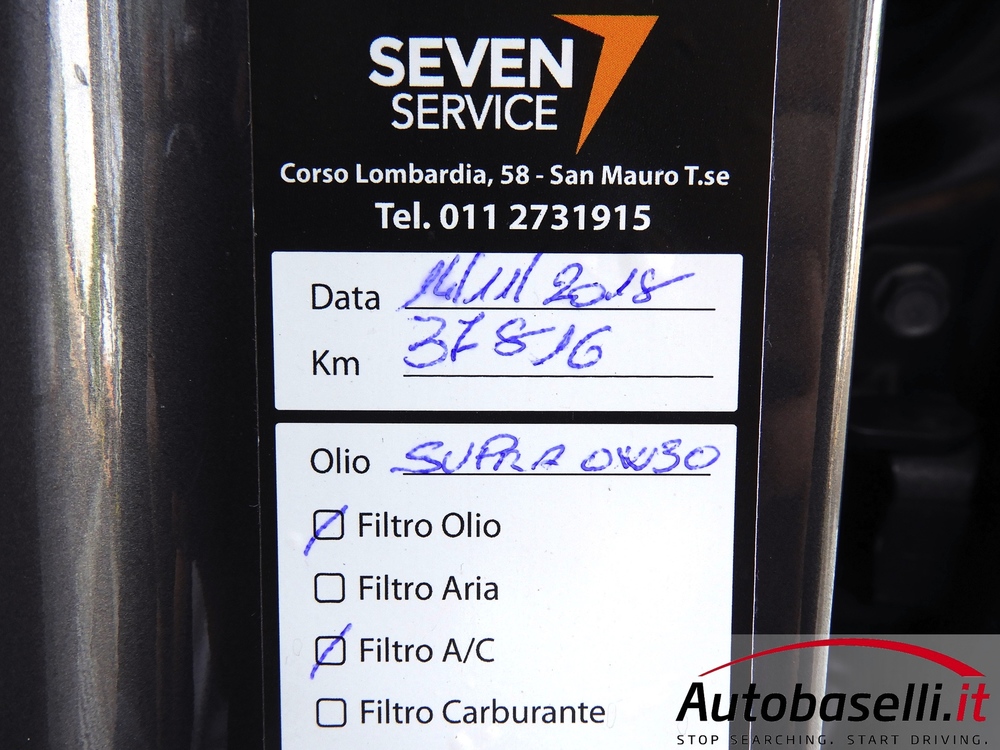 SEVEN
SERVICE
Corso Lombardia, 58 - San Mauro T.se
Tel. 011 2731915
Data 14/11/2018
Km 37816
Olio SUPRA 0W30
Filtro Olio
Filtro Aria
Filtro A/C
Filtro Carburante
Autobaselli.it
STOP SEARCHING. START DRIVING.